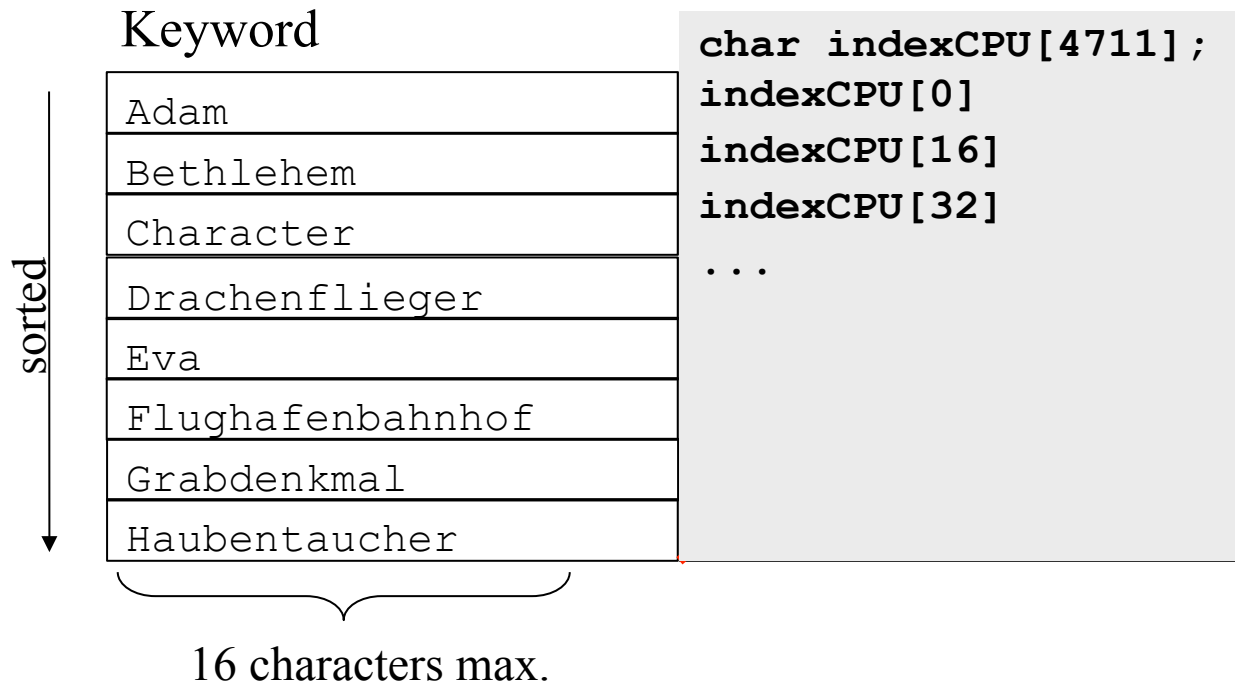 Keyword
Adam
Bethlehem
Character
Drachenflieger
Eva
Flughafenbahnhof
Grabdenkmal
Haubentaucher
sorted
16 characters max.
char indexCPU[4711];
indexCPU[0]
indexCPU[16]
indexCPU[32]
...